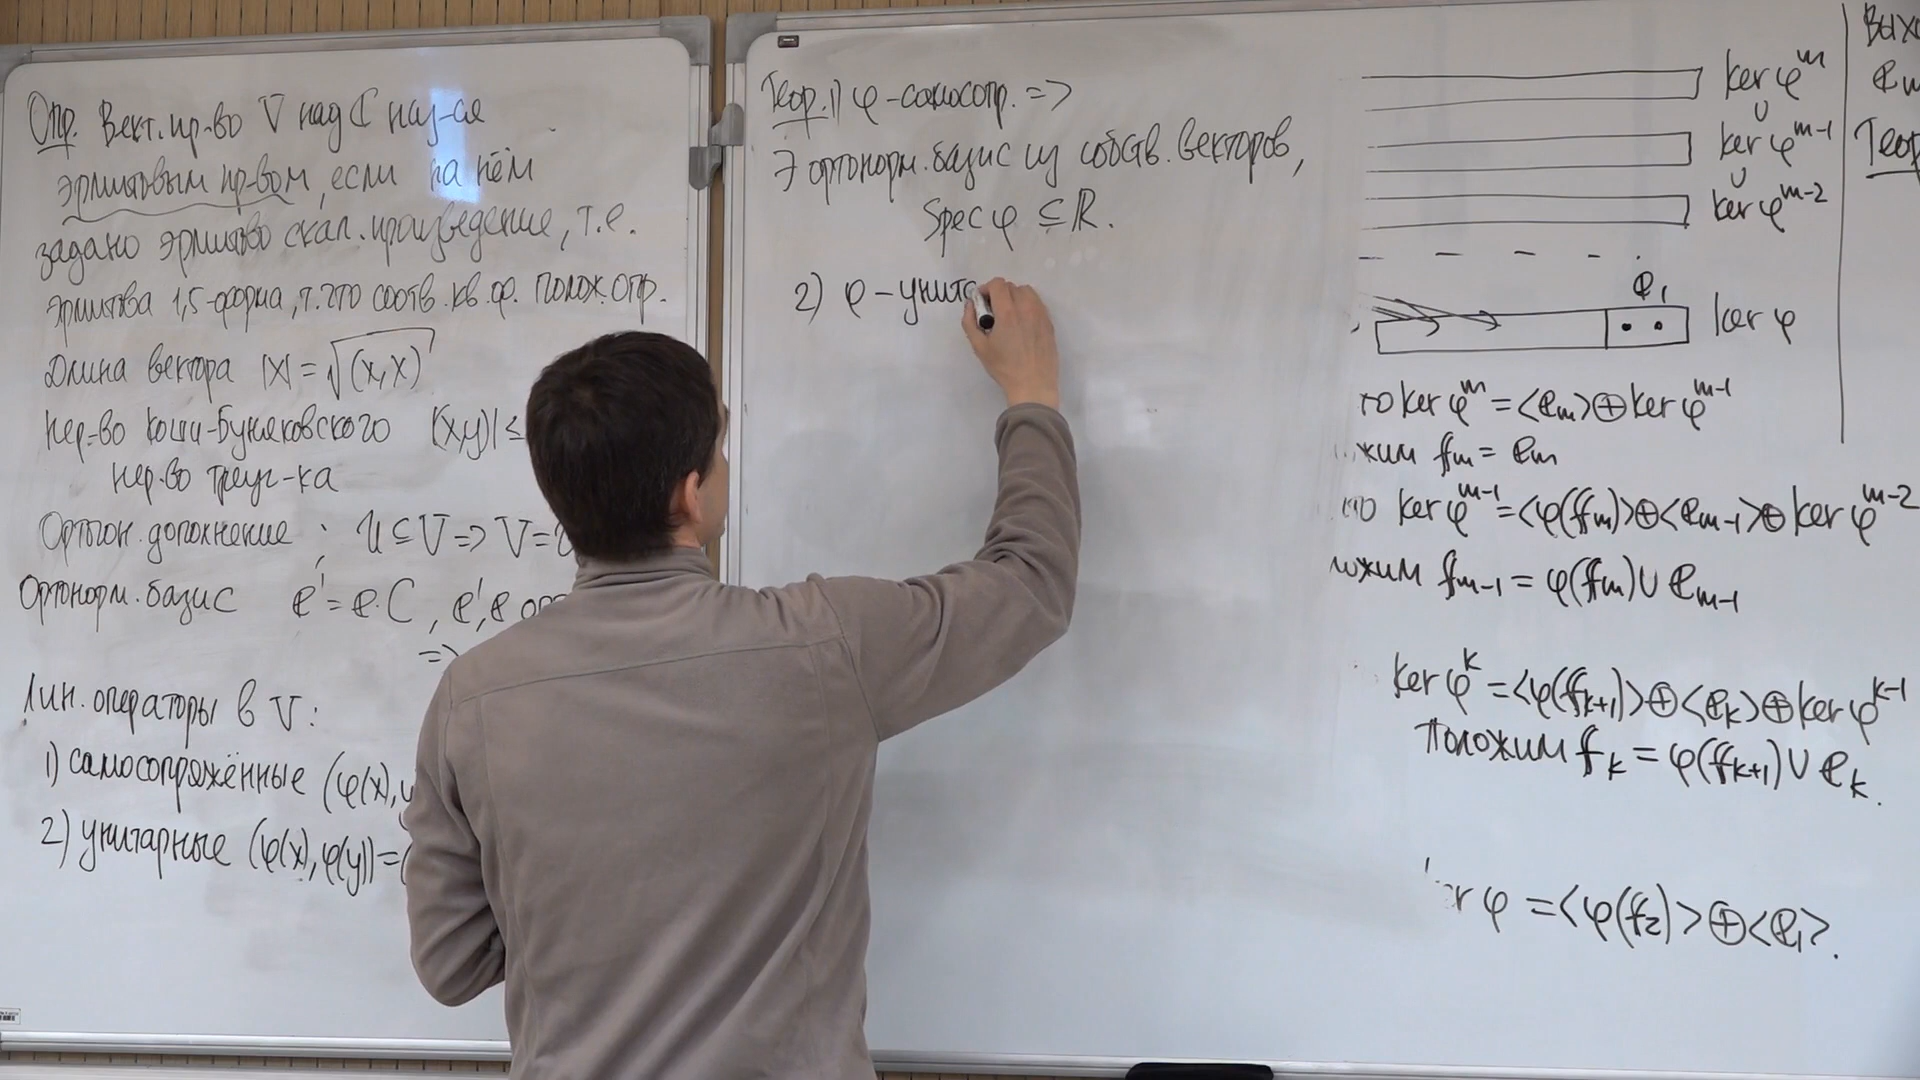 Опр. Вект. пр-во V над ℂ наз-ся
эрмитовым пр-вом, если на нём
задано эрмитово скал. произведение, т.е.
эрмитова 1,5-форма, т.что соотв. кв. ф. полож. опр.
Длина вектора |x| = √(x,x)
Нер-во Коши-Буняковского |(x,y)| ≤
Нер-во треуг-ка
Ортогон. дополнение : U ⊆ V => V =
Ортонорм. базис e' = e·C, e', e
=>
Лин. операторы в V:
1) самосопряжённые (φ(x),
2) унитарные (φ(x), φ(y)) = (
Теор. 1) φ - самосопр. =>
∃ ортонорм. базис из собств. векторов,
Spec φ ⊆ ℝ.
2) φ - унита
ker φ^m
∪
ker φ^{m-1}
∪
ker φ^{m-2}
e_1
ker φ
то ker φ^m = <e_m> ⊕ ker φ^{m-1}
жим f_m = e_m
ker φ^{m-1} = <φ(f_m)> ⊕ <e_{m-1}> ⊕ ker φ^{m-2}
ложим f_{m-1} = φ(f_m) ∪ e_{m-1}
ker φ^k = <φ(f_{k+1})> ⊕ <e_k> ⊕ ker φ^{k-1}
Положим f_k = φ(f_{k+1}) ∪ e_k.
φ = <φ(f_2)> ⊕ <e_1>.
e_m
Теор